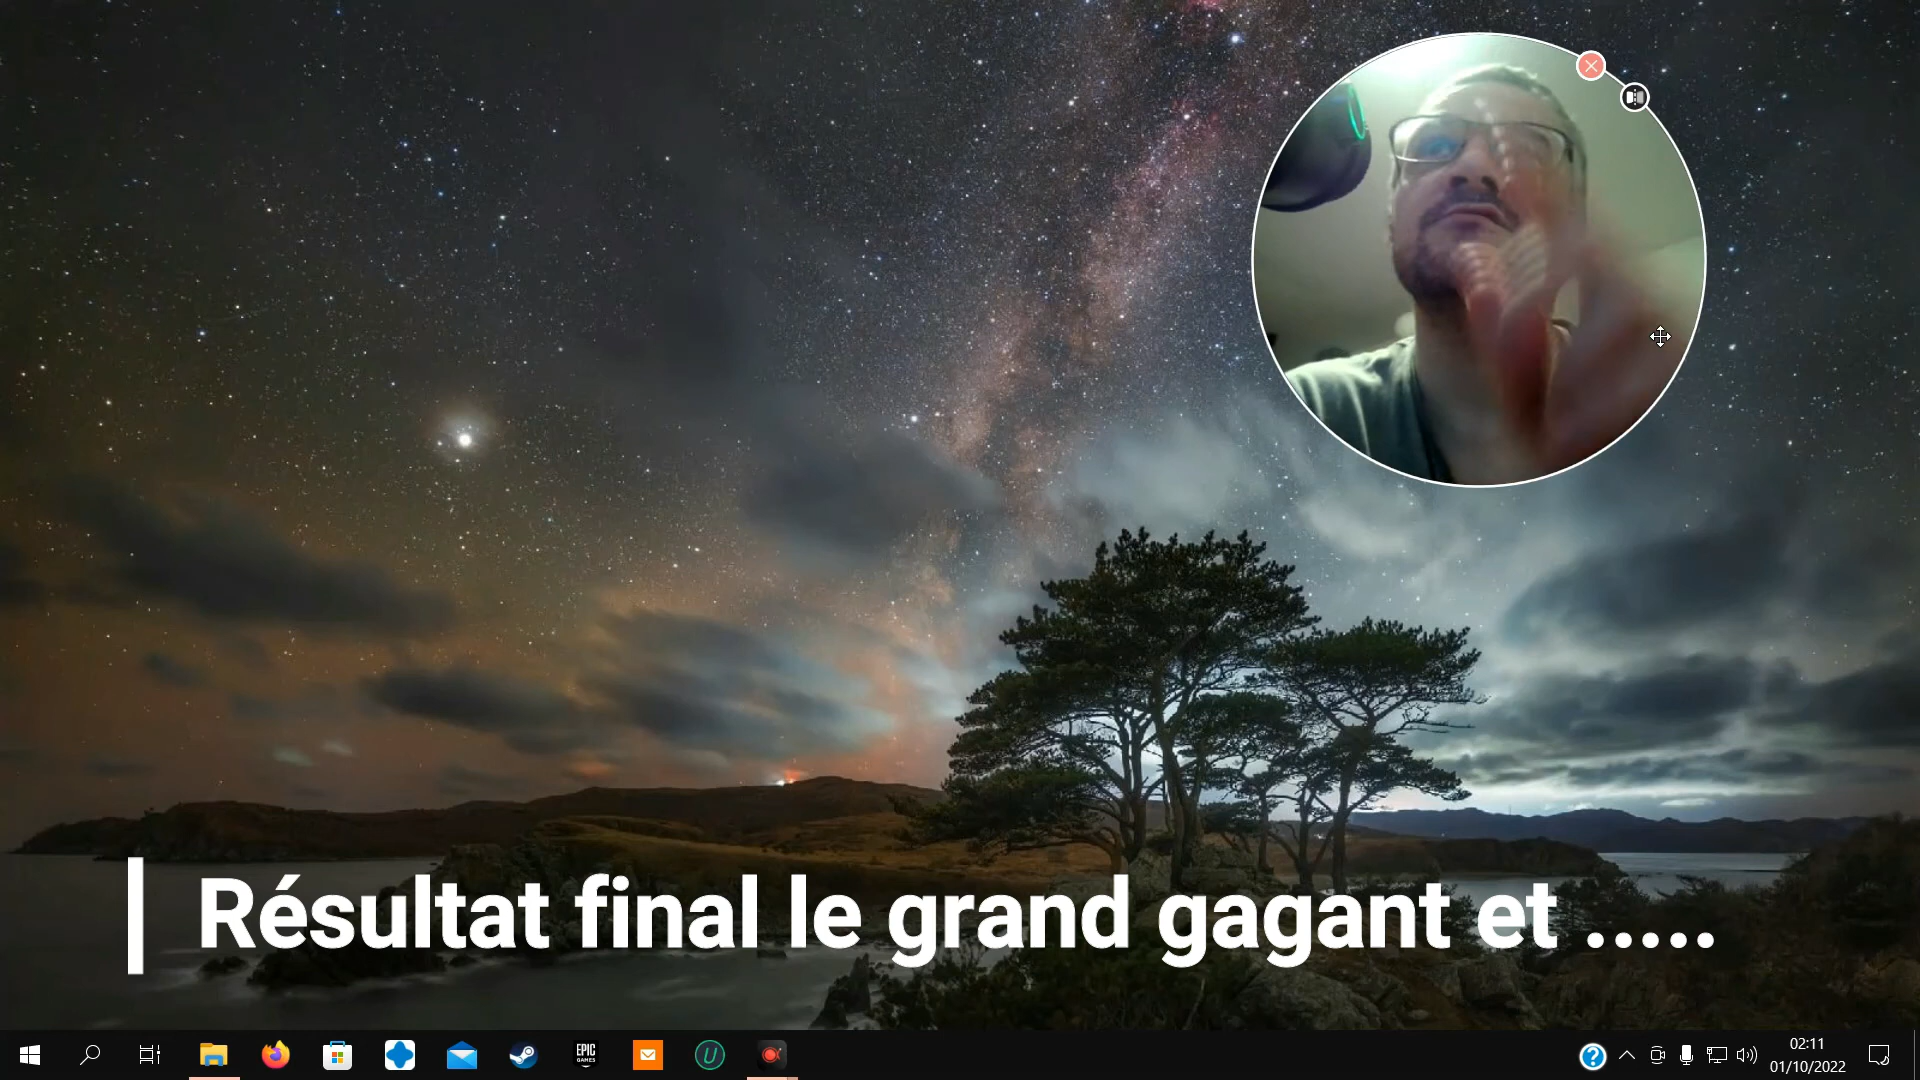 Résultat final le grand gagant et .....
EPIC
GAMES
U
?
02:11
01/10/2022